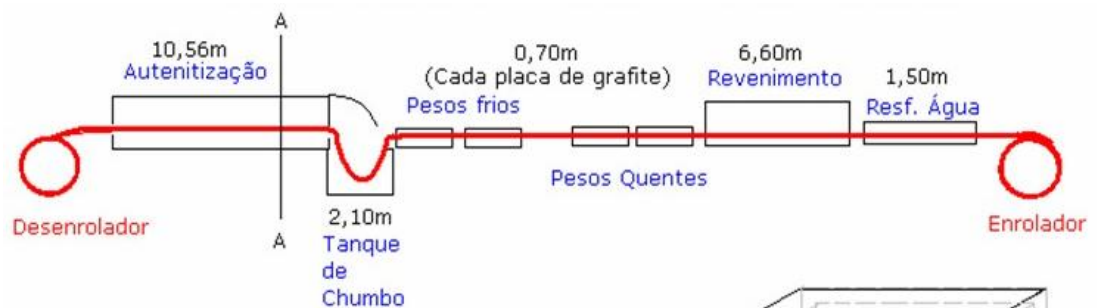 A
10,56m
Autenitização
0,70m
(Cada placa de grafite)
Pesos frios
6,60m
Revenimento
1,50m
Resf. Água
Pesos Quentes
Desenrolador
A
2,10m
Tanque
de
Chumbo
Enrolador